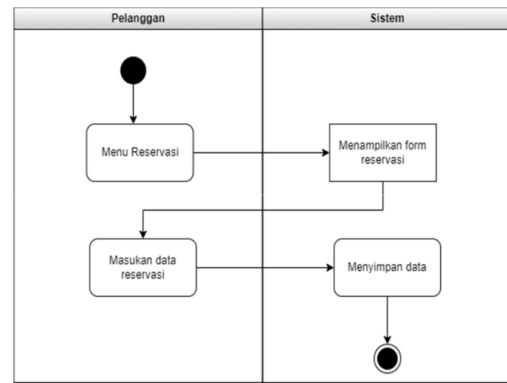 Pelanggan
Sistem
Menu Reservasi
Menampilkan form
reservasi
Masukan data
reservasi
Menyimpan data